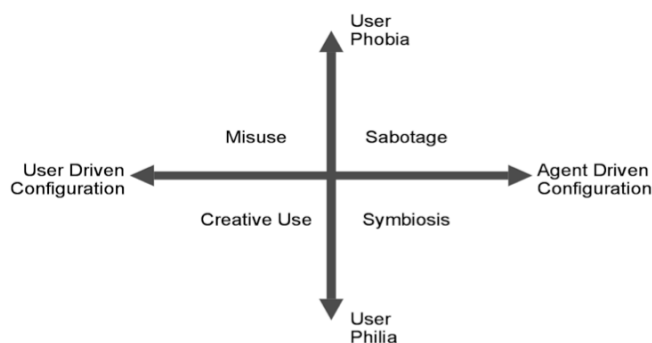 User
Phobia
Misuse
Sabotage
User Driven
Configuration
Agent Driven
Configuration
Creative Use
Symbiosis
User
Philia